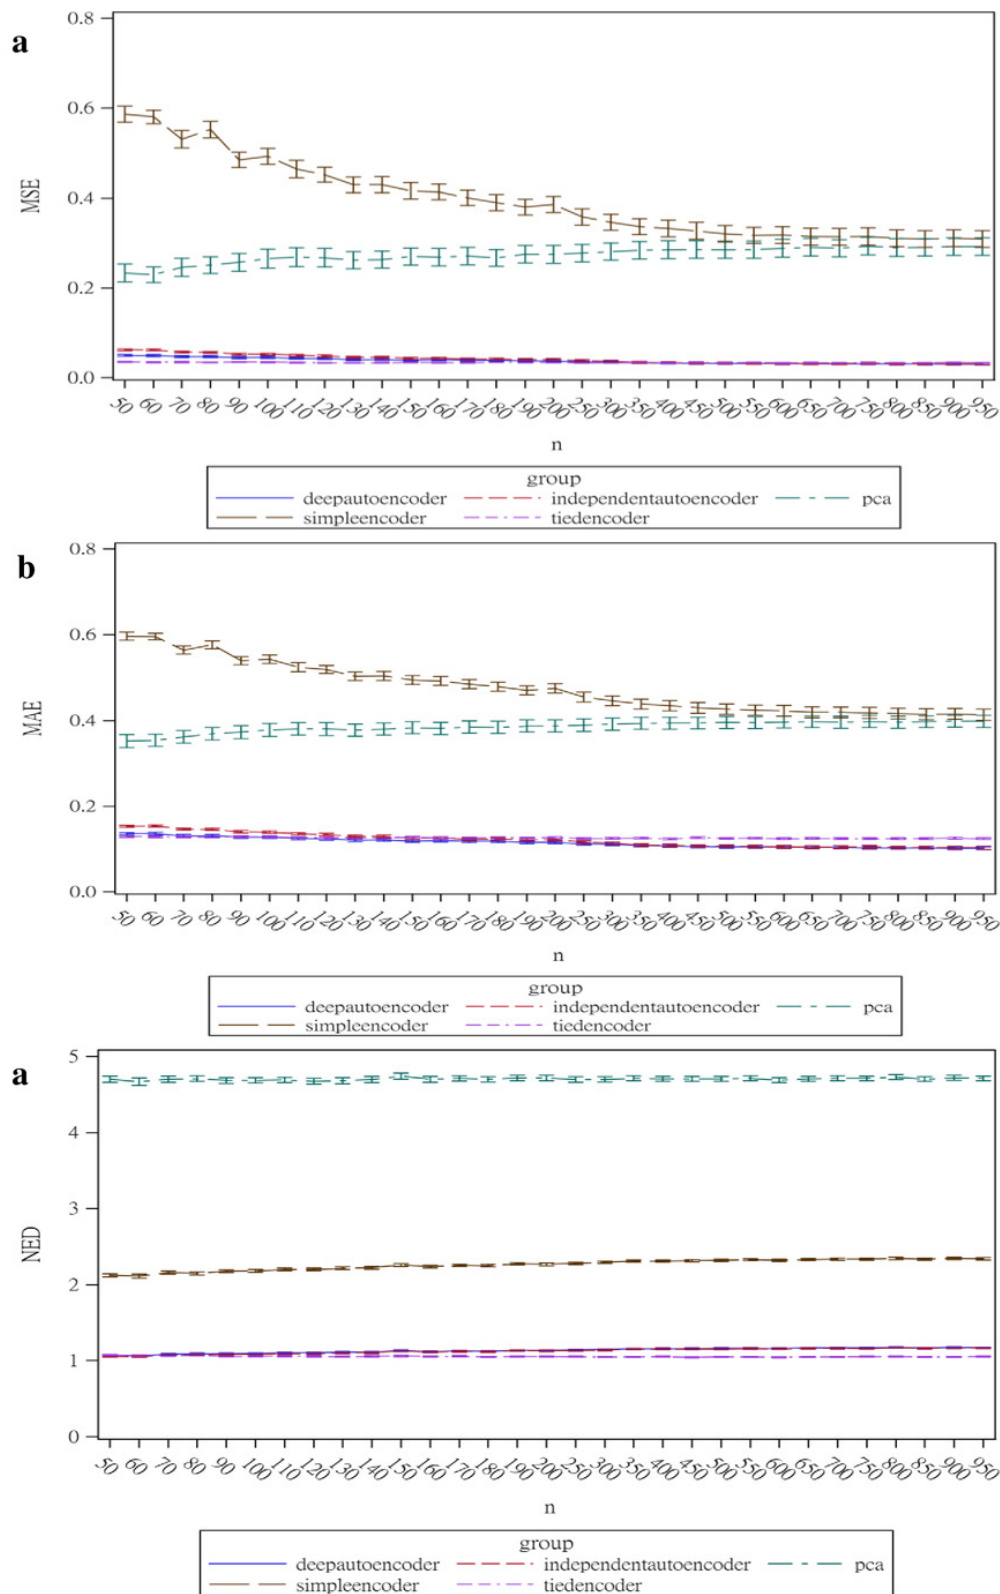 a
0.8
0.6
0.4
0.2
0.0
MSE
50 60 70 80 90 100 110 120 130 140 150 160 170 180 190 200 250 300 350 400 450 500 550 600 650 700 750 800 850 900 950
n
group
deepautoencoder independentautoencoder pca
simpleencoder tiedencoder
b
0.8
0.6
0.4
0.2
0.0
MAE
50 60 70 80 90 100 110 120 130 140 150 160 170 180 190 200 250 300 350 400 450 500 550 600 650 700 750 800 850 900 950
n
group
deepautoencoder independentautoencoder pca
simpleencoder tiedencoder
a
5
4
3
2
1
0
NED
50 60 70 80 90 100 110 120 130 140 150 160 170 180 190 200 250 300 350 400 450 500 550 600 650 700 750 800 850 900 950
n
group
deepautoencoder independentautoencoder pca
simpleencoder tiedencoder